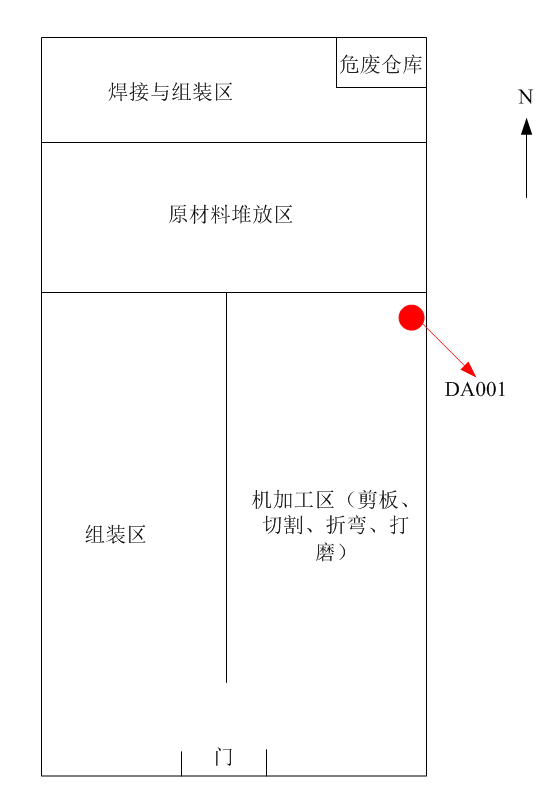 危废仓库
焊接与组装区
N
原材料堆放区
DA001
机加工区（剪板、
切割、折弯、打
磨）
组装区
门